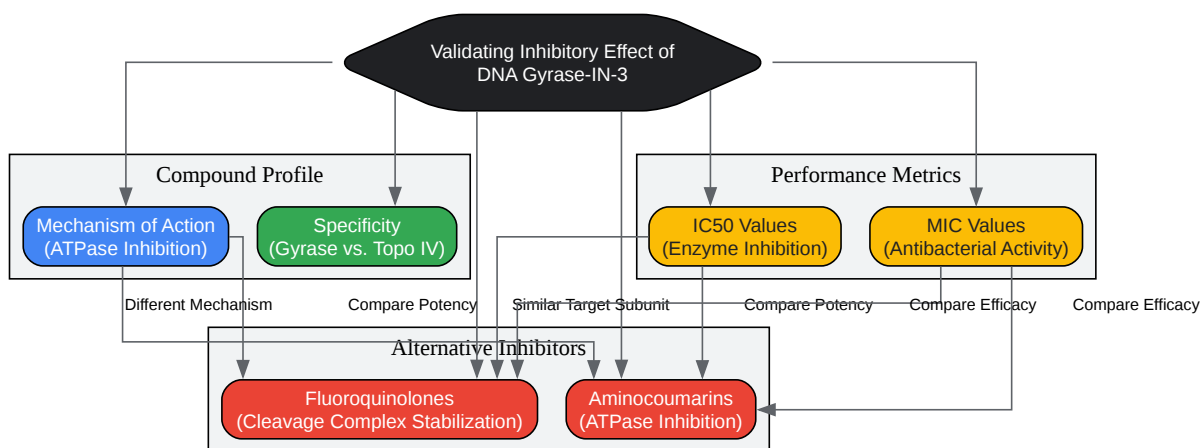 Validating Inhibitory Effect of
DNA Gyrase-IN-3
Compound Profile
Performance Metrics
Mechanism of Action
(ATPase Inhibition)
Specificity
(Gyrase vs. Topo IV)
IC50 Values
(Enzyme Inhibition)
MIC Values
(Antibacterial Activity)
Different Mechanism
Compare Potency
Similar Target Subunit
Compare Potency
Compare Efficacy
Compare Efficacy
Alternative Inhibitors
Fluoroquinolones
(Cleavage Complex Stabilization)
Aminocoumarins
(ATPase Inhibition)